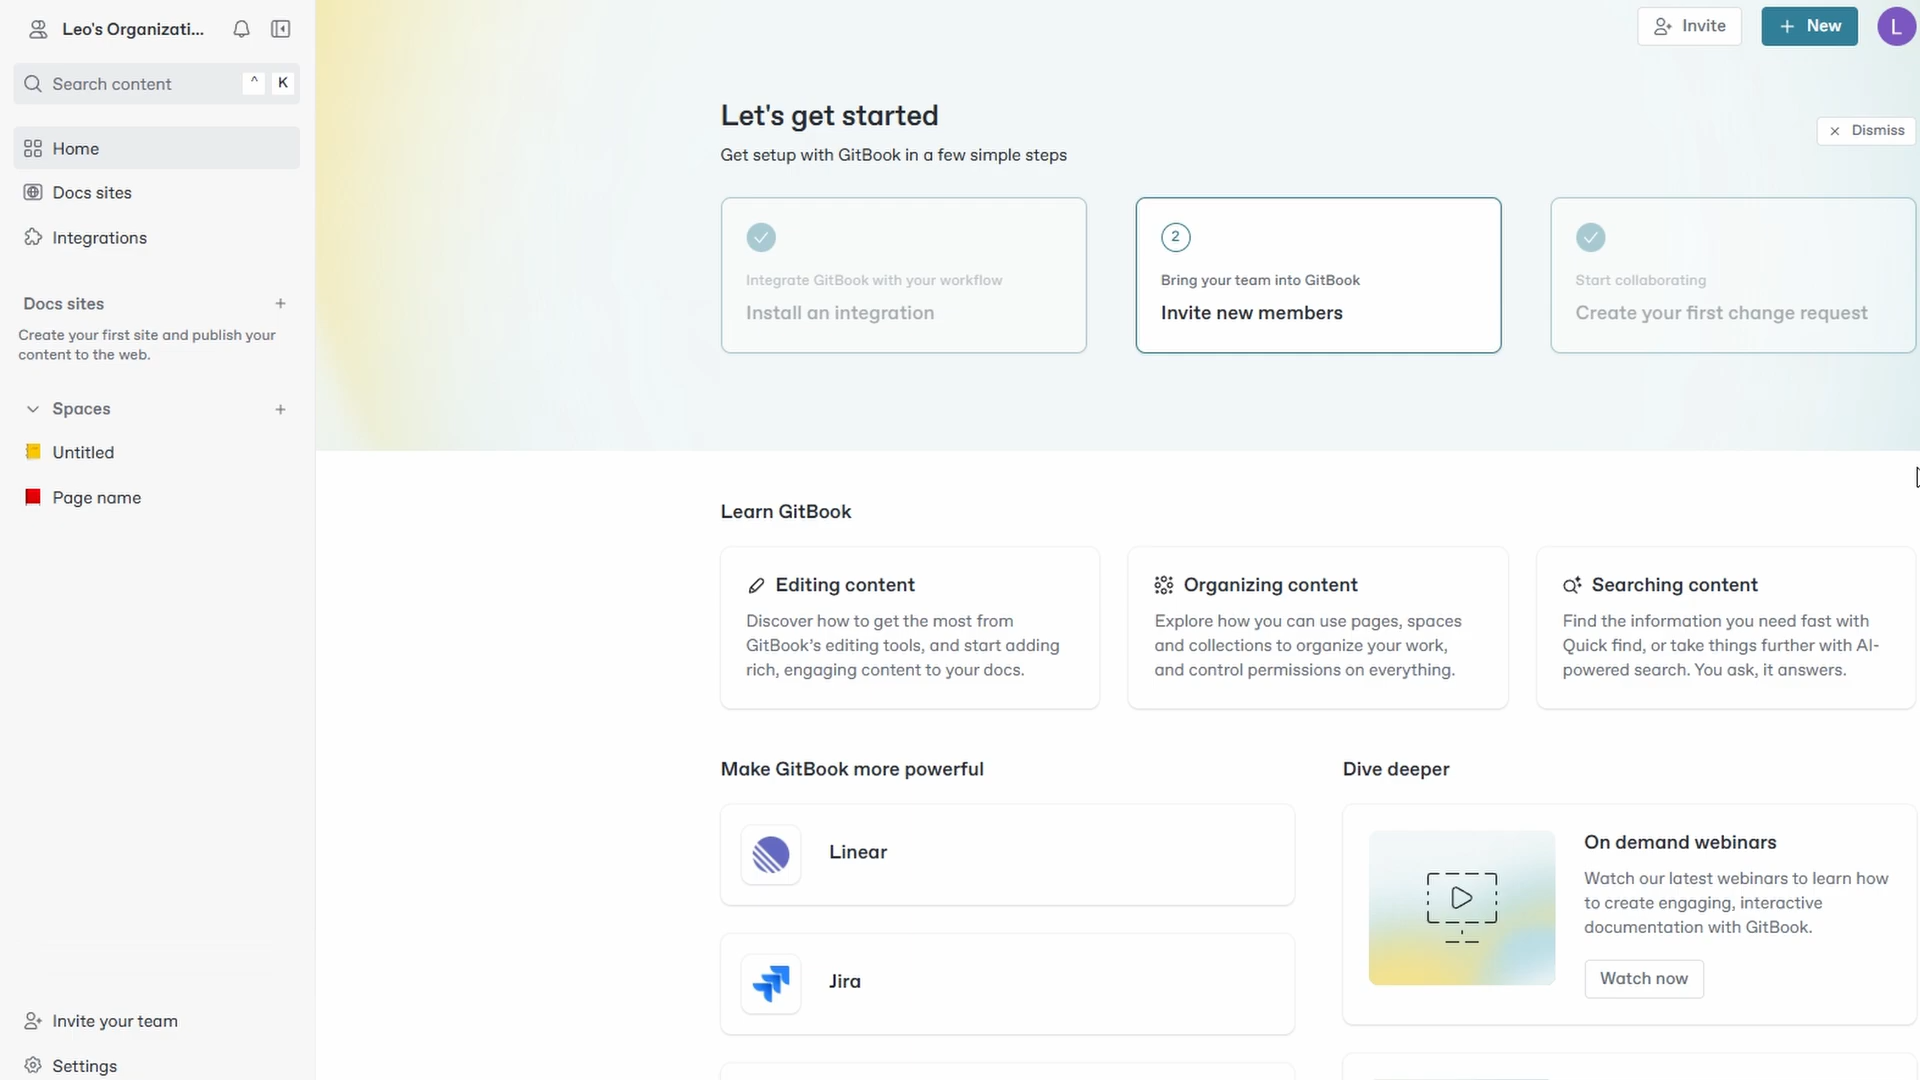 Leo's Organizati...
Search content
^ K
Home
Docs sites
Integrations
Docs sites
Create your first site and publish your
content to the web.
Spaces
Untitled
Page name
Invite your team
Settings
Invite
New
L
Let's get started
Get setup with GitBook in a few simple steps
Dismiss
Integrate GitBook with your workflow
Install an integration
2
Bring your team into GitBook
Invite new members
Start collaborating
Create your first change request
Learn GitBook
Editing content
Discover how to get the most from
GitBook’s editing tools, and start adding
rich, engaging content to your docs.
Organizing content
Explore how you can use pages, spaces
and collections to organize your work,
and control permissions on everything.
Searching content
Find the information you need fast with
Quick find, or take things further with AI-
powered search. You ask, it answers.
Make GitBook more powerful
Linear
Jira
Dive deeper
On demand webinars
Watch our latest webinars to learn how
to create engaging, interactive
documentation with GitBook.
Watch now